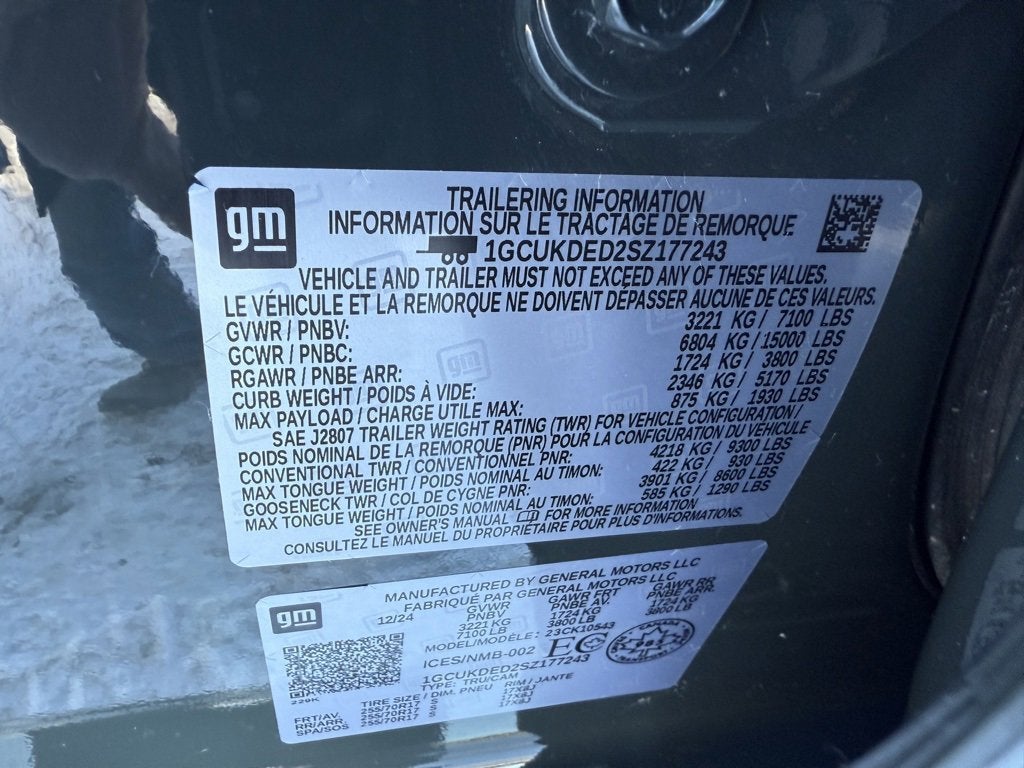 gm
TRAILERING INFORMATION
INFORMATION SUR LE TRACTAGE DE REMORQUE
1GCUKDED2SZ177243
VEHICLE AND TRAILER MUST NOT EXCEED ANY OF THESE VALUES.
LE VÉHICULE ET LA REMORQUE NE DOIVENT DÉPASSER AUCUNE DE CES VALEURS.
GVWR / PNBV: 3221 KG / 7100 LBS
GCWR / PNBC: 6804 KG / 15000 LBS
RGAWR / PNBE ARR: 1724 KG / 3800 LBS
CURB WEIGHT / POIDS À VIDE: 2346 KG / 5170 LBS
MAX PAYLOAD / CHARGE UTILE MAX: 875 KG / 1930 LBS
SAE J2807 TRAILER WEIGHT RATING (TWR) FOR VEHICLE CONFIGURATION /
POIDS NOMINAL DE LA REMORQUE (PNR) POUR LA CONFIGURATION DU VÉHICULE
CONVENTIONAL TWR / CONVENTIONNEL PNR: 4218 KG / 9300 LBS
MAX TONGUE WEIGHT / POIDS NOMINAL AU TIMON: 422 KG / 930 LBS
GOOSENECK TWR / COL DE CYGNE PNR: 3901 KG / 8600 LBS
MAX TONGUE WEIGHT / POIDS NOMINAL AU TIMON: 585 KG / 1290 LBS
SEE OWNER'S MANUAL FOR MORE INFORMATION
CONSULTEZ LE MANUEL DU PROPRIÉTAIRE POUR PLUS D'INFORMATIONS.
gm
MANUFACTURED BY GENERAL MOTORS LLC
FABRIQUÉ PAR GENERAL MOTORS LLC
12/24 GVWR GAWR FRT GAWR RR
PNBV PNBE AV. PNBE ARR.
3221 KG 1724 KG 1724 KG
7100 LB 3800 LB 3800 LB
MODEL/MODÈLE: 23CK10543
ICES/NMB-002
1GCUKDED2SZ177243
TYPE: TRU/CAM
229K
TIRE SIZE / DIM. PNEU RIM / JANTE
FRT/AV. 255/70R17 S 17X8J
RR/ARR. 255/70R17 S 17X8J
SPA/SOS 255/70R17 S 17X8J